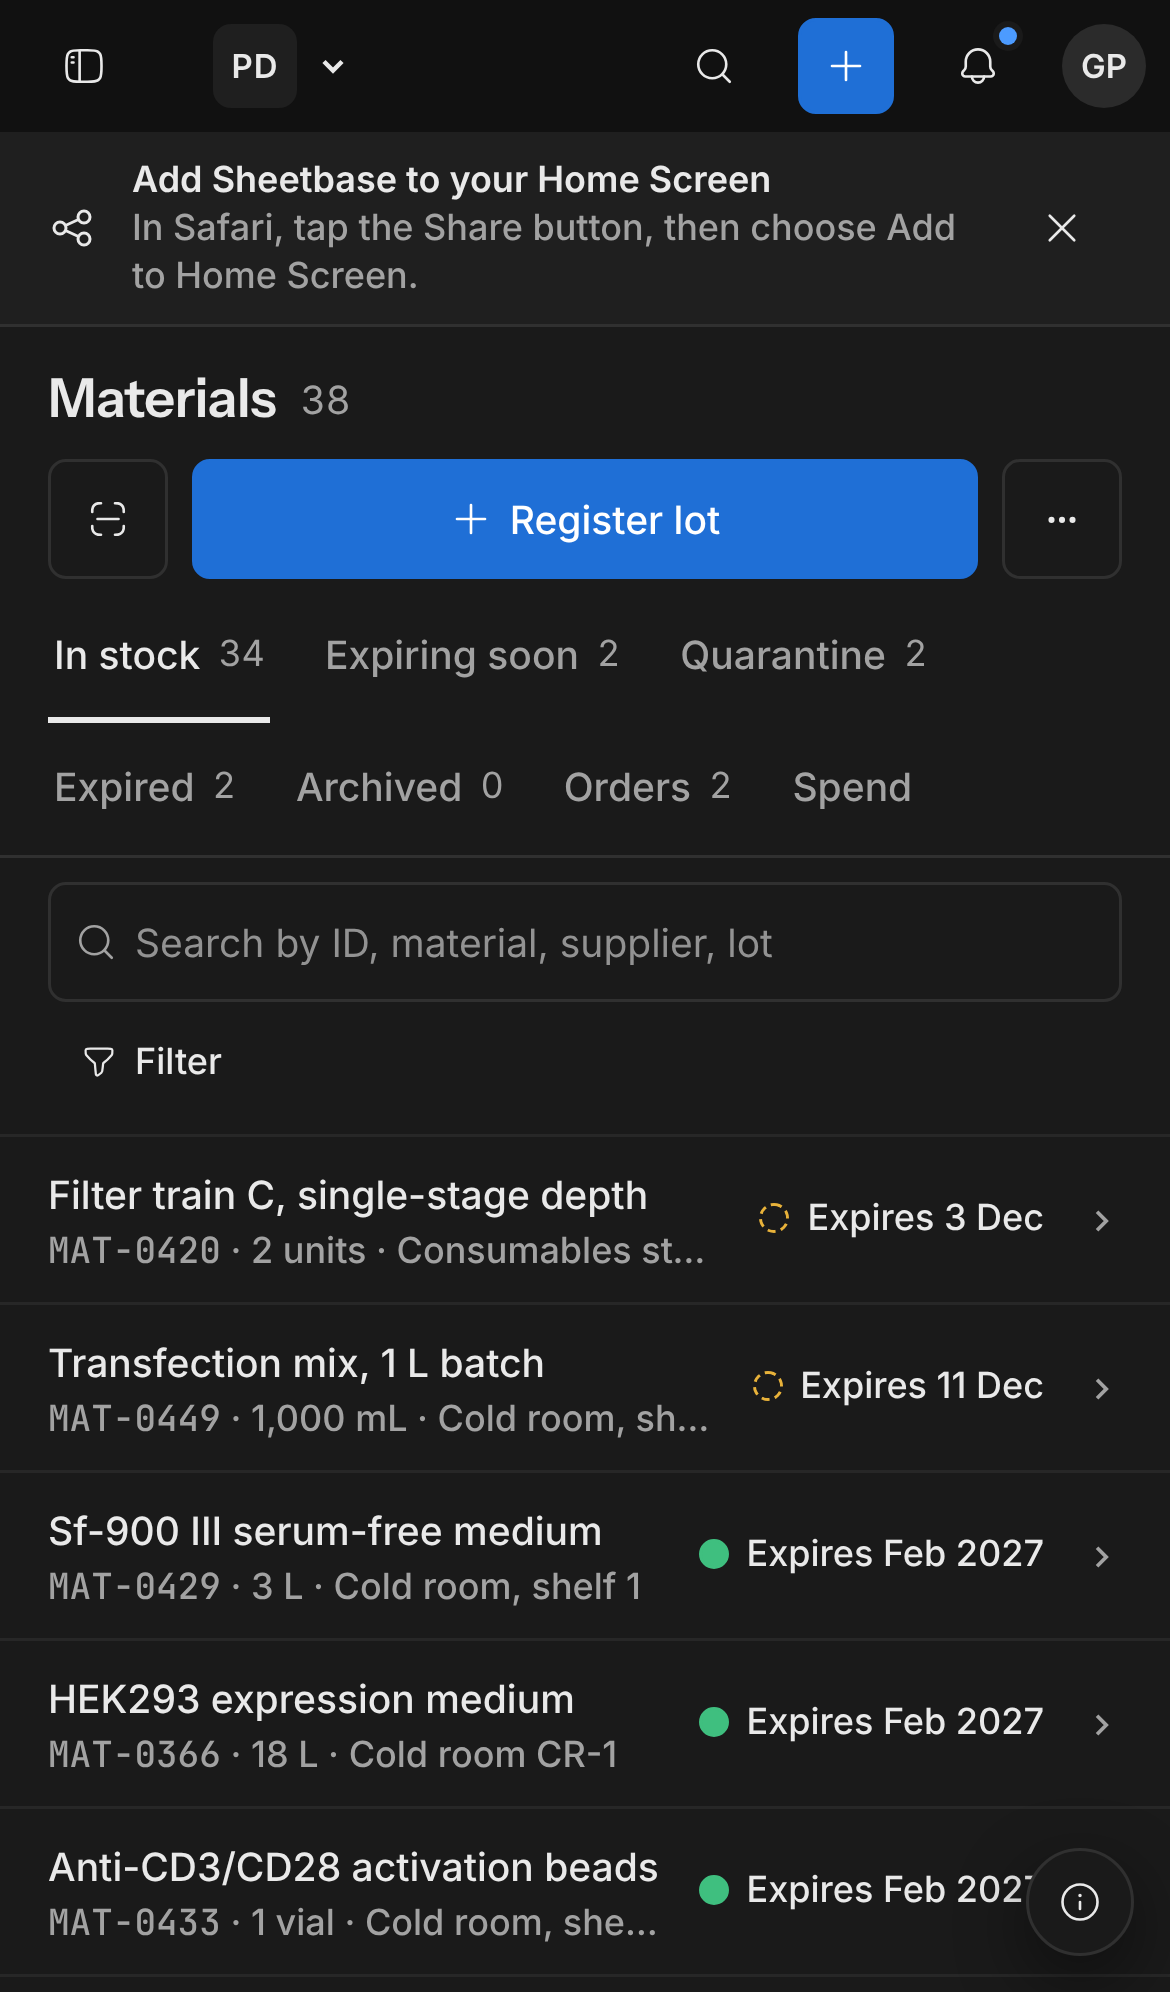 PD
GP
Add Sheetbase to your Home Screen
In Safari, tap the Share button, then choose Add
to Home Screen.
Materials 38
Register lot
In stock 34 Expiring soon 2 Quarantine 2
Expired 2 Archived 0 Orders 2 Spend
Search by ID, material, supplier, lot
Filter
Filter train C, single-stage depth
Expires 3 Dec
MAT-0420 · 2 units · Consumables st...
Transfection mix, 1 L batch
Expires 11 Dec
MAT-0449 · 1,000 mL · Cold room, sh...
Sf-900 III serum-free medium
Expires Feb 2027
MAT-0429 · 3 L · Cold room, shelf 1
HEK293 expression medium
Expires Feb 2027
MAT-0366 · 18 L · Cold room CR-1
Anti-CD3/CD28 activation beads
Expires Feb 2027
MAT-0433 · 1 vial · Cold room, she...